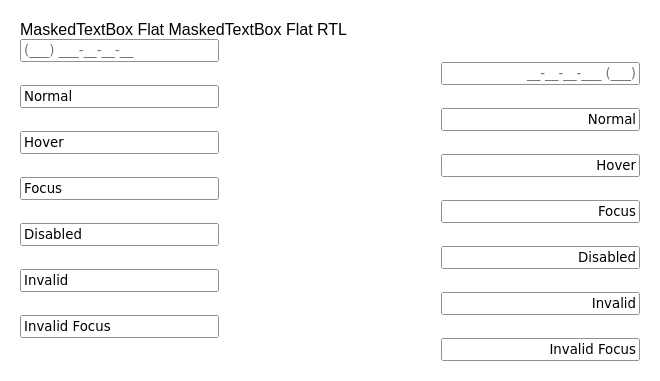 MaskedTextBox Flat MaskedTextBox Flat RTL
(___) ___-__-__-__
__-__-__-___ (___)
Normal
Normal
Hover
Hover
Focus
Focus
Disabled
Disabled
Invalid
Invalid
Invalid Focus
Invalid Focus